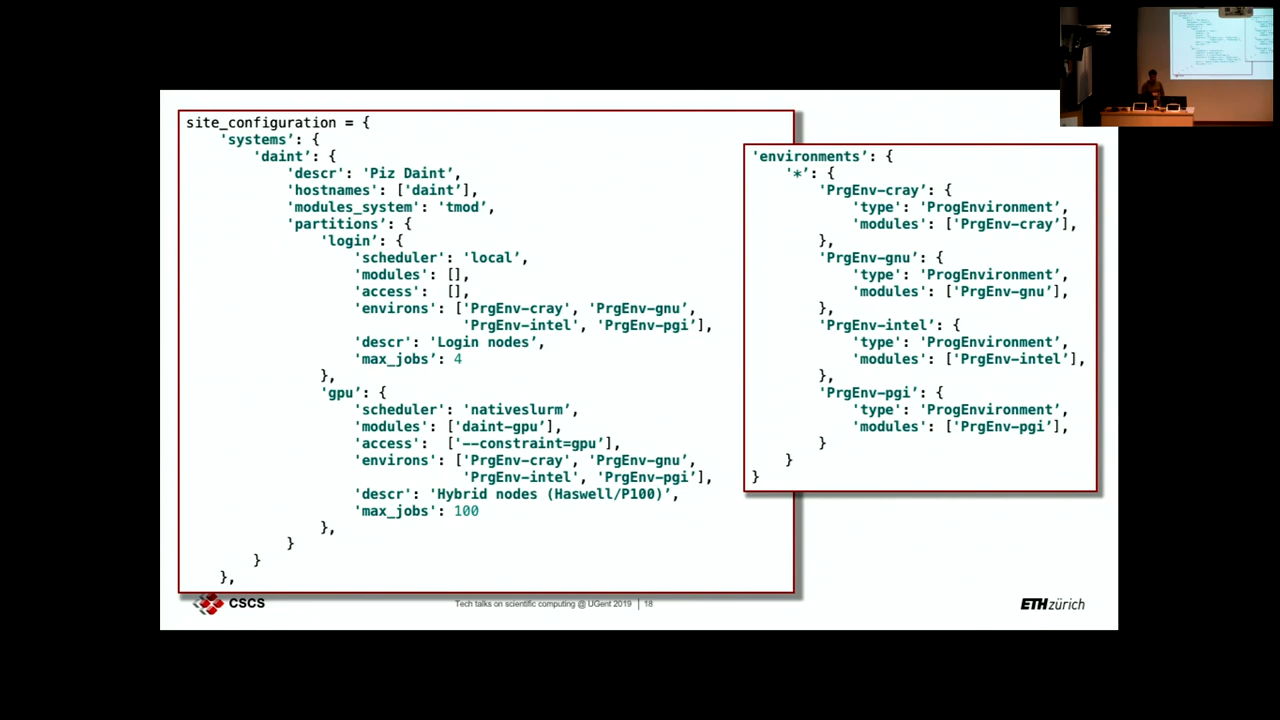 site_configuration = {
'systems’: {
'daint’: {
'descr’: ‘Piz Daint’,
'hostnames’: ['daint’],
'modules_system’: ‘tmod’,
'partitions’: {
'login’: {
'scheduler’: ‘local’,
'modules’: [],
'access’: [],
'environs’: ['PrgEnv-cray’, ‘PrgEnv-gnu’,
'PrgEnv-intel’, ‘PrgEnv-pgi’],
'descr’: ‘Login nodes’,
'max_jobs’: 4
},
'gpu’: {
'scheduler’: ‘nativeslurm’,
'modules’: ['daint-gpu’],
'access’: ['--constraint=gpu’],
'environs’: ['PrgEnv-cray’, ‘PrgEnv-gnu’,
'PrgEnv-intel’, ‘PrgEnv-pgi’],
'descr’: ‘Hybrid nodes (Haswell/P100)’,
'max_jobs’: 100
},
}
}
},
'environments’: {
'*’: {
'PrgEnv-cray’: {
'type’: ‘ProgEnvironment’,
'modules’: ['PrgEnv-cray’],
},
'PrgEnv-gnu’: {
'type’: ‘ProgEnvironment’,
'modules’: ['PrgEnv-gnu’],
},
'PrgEnv-intel’: {
'type’: ‘ProgEnvironment’,
'modules’: ['PrgEnv-intel’],
},
'PrgEnv-pgi’: {
'type’: ‘ProgEnvironment’,
'modules’: ['PrgEnv-pgi’],
}
}
}
CSCS
Tech talks on scientific computing @ UGent 2019 | 18
ETH zürich